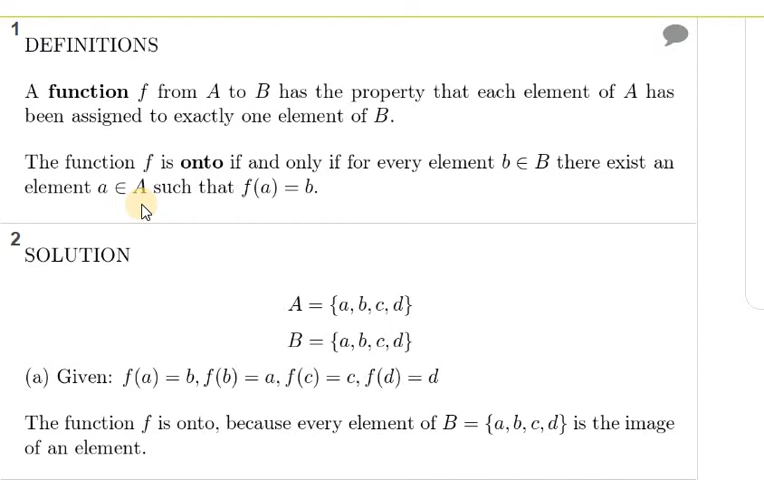 1
DEFINITIONS
A function f from A to B has the property that each element of A has
been assigned to exactly one element of B.
The function f is onto if and only if for every element b ∈ B there exist an
element a ∈ A such that f(a) = b.
2
SOLUTION
A = {a, b, c, d}
B = {a, b, c, d}
(a) Given: f(a) = b, f(b) = a, f(c) = c, f(d) = d
The function f is onto, because every element of B = {a, b, c, d} is the image
of an element.